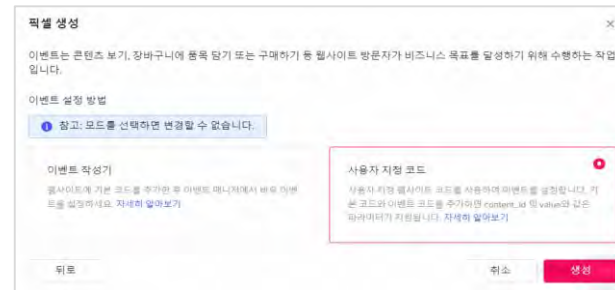 픽셀 생성
이벤트는 콘텐츠 보기, 장바구니에 품목 담기 또는 구매하기 등 웹사이트 방문자가 비즈니스 목표를 달성하기 위해 수행하는 작업
입니다.
이벤트 설정 방법
참고: 모드를 선택하면 변경할 수 없습니다.
이벤트 작성기
웹사이트에 기본 코드를 추가한 후 이벤트 매니저에서 바로 이벤
트를 설정하세요. 자세히 알아보기
사용자 지정 코드
사용자 지정 웹사이트 코드를 사용하여 이벤트를 설정합니다. 기
본 코드와 이벤트 코드를 추가하면 content_id 및 value와 같은
파라미터가 지원됩니다. 자세히 알아보기
뒤로
취소
생성